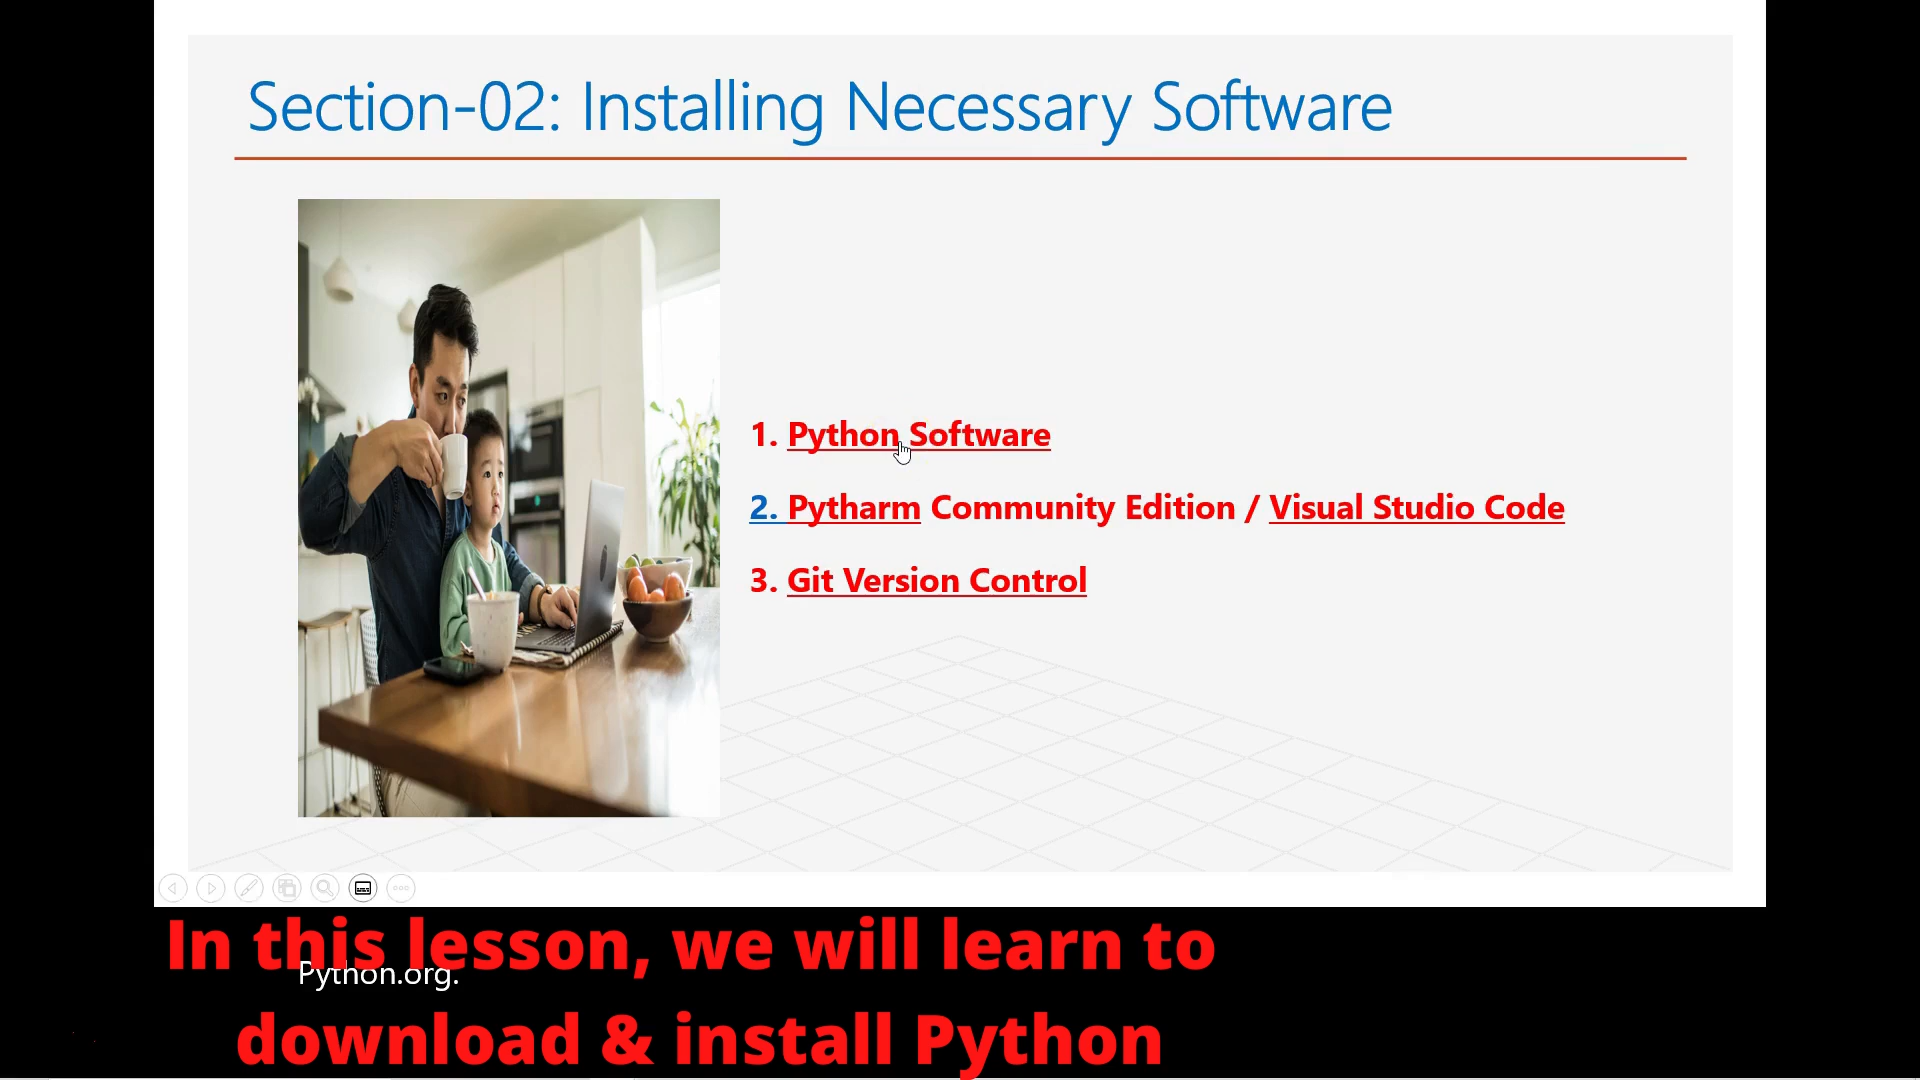 Section-02: Installing Necessary Software
1. Python Software
2. Pytharm Community Edition / Visual Studio Code
3. Git Version Control
In this lesson, we will learn to
Python.org.
download & install Python